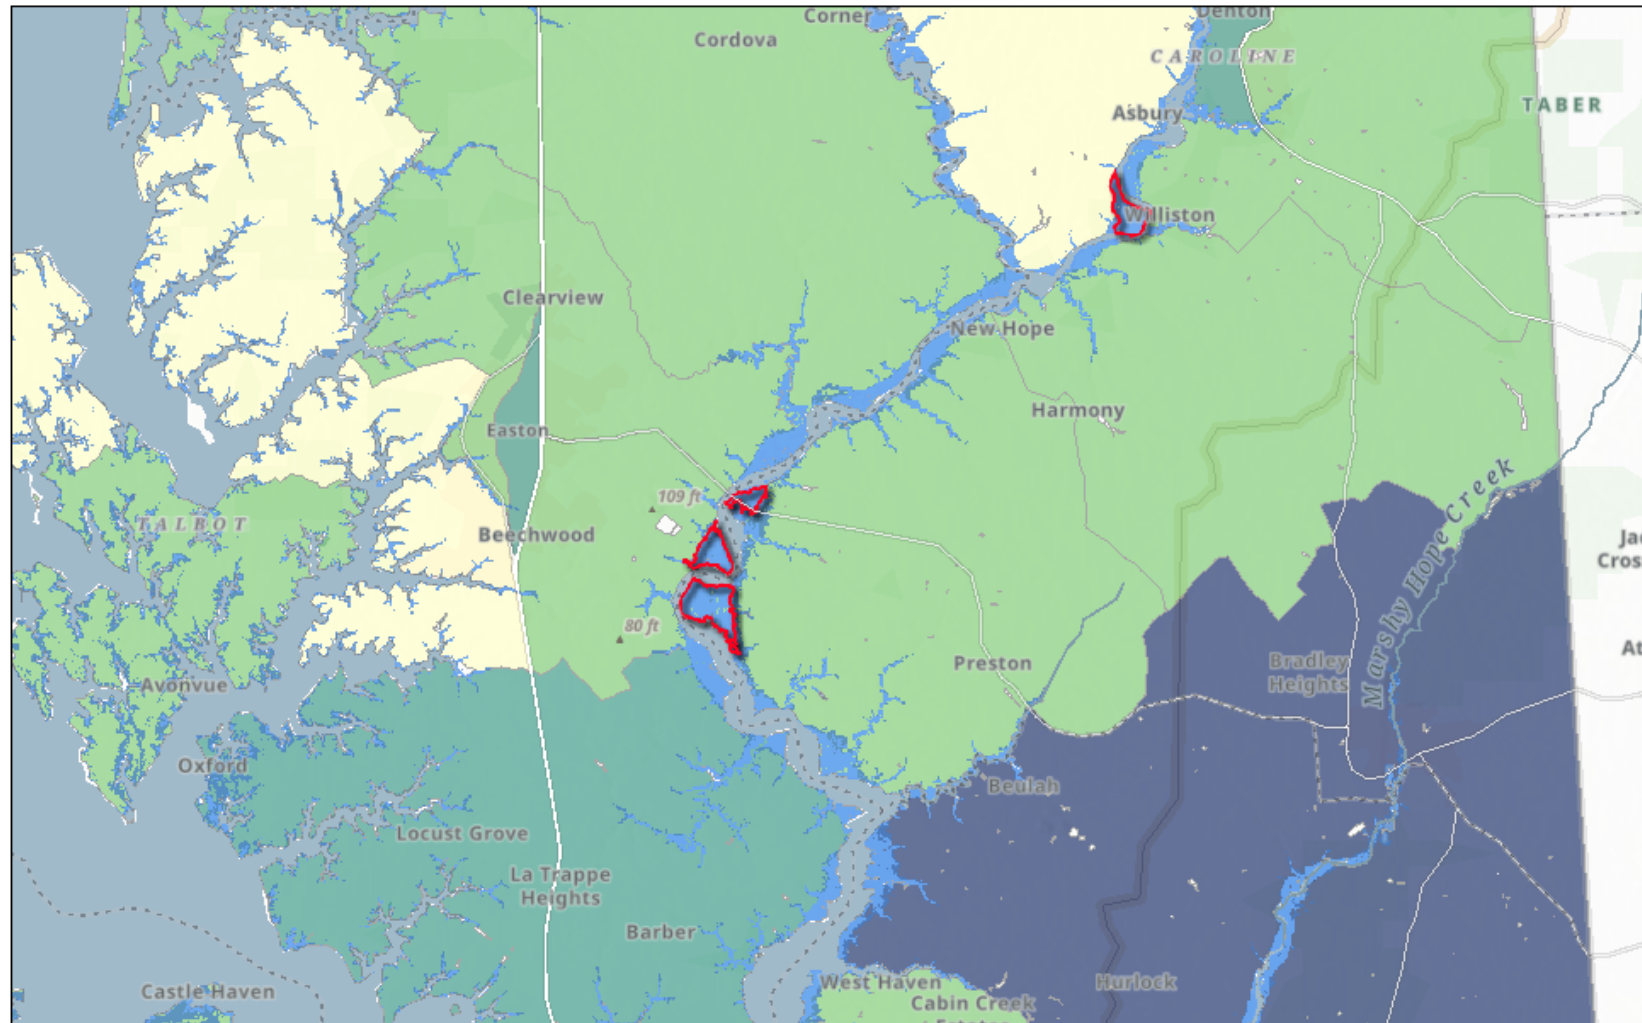 Corner
Denton
Cordova
CAROLINE
TABER
Asbury
Williston
Clearview
New Hope
Harmony
Easton
109 ft
TALBOT
Beechwood
Marshy Hope Creek
80 ft
Preston
Bradley
Heights
Avonvue
Oxford
Beulah
Locust Grove
La Trappe
Heights
Barber
West Haven
Hurlock
Castle Haven
Cabin Creek